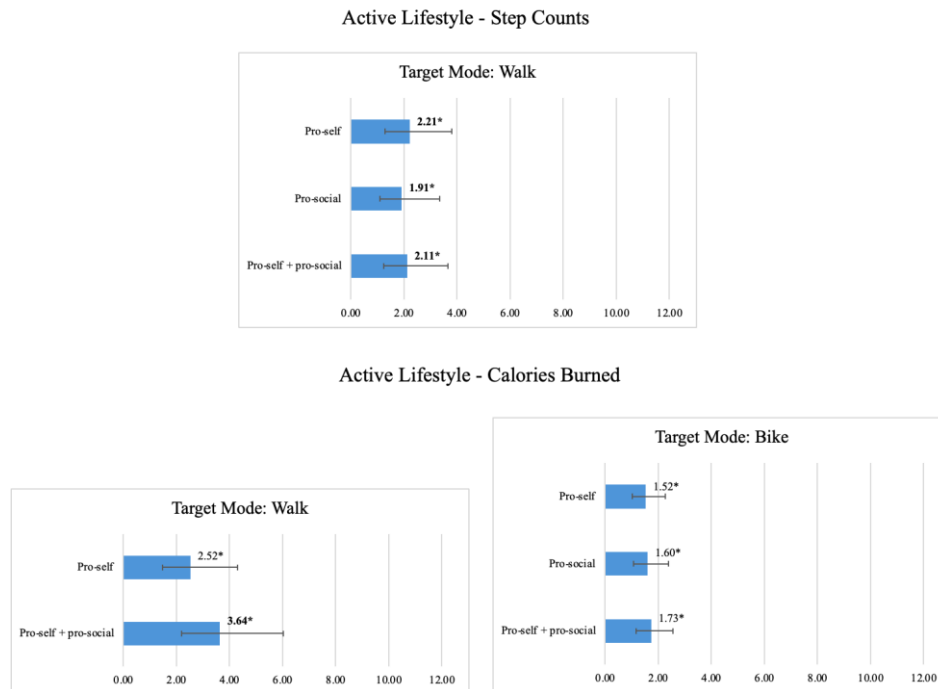 Active Lifestyle - Step Counts
Target Mode: Walk
Pro-self
2.21*
Pro-social
1.91*
Pro-self + pro-social
2.11*
0.00 2.00 4.00 6.00 8.00 10.00 12.00
Active Lifestyle - Calories Burned
Target Mode: Walk
Pro-self
2.52*
Pro-self + pro-social
3.64*
0.00 2.00 4.00 6.00 8.00 10.00 12.00
Target Mode: Bike
Pro-self
1.52*
Pro-social
1.60*
Pro-self + pro-social
1.73*
0.00 2.00 4.00 6.00 8.00 10.00 12.00